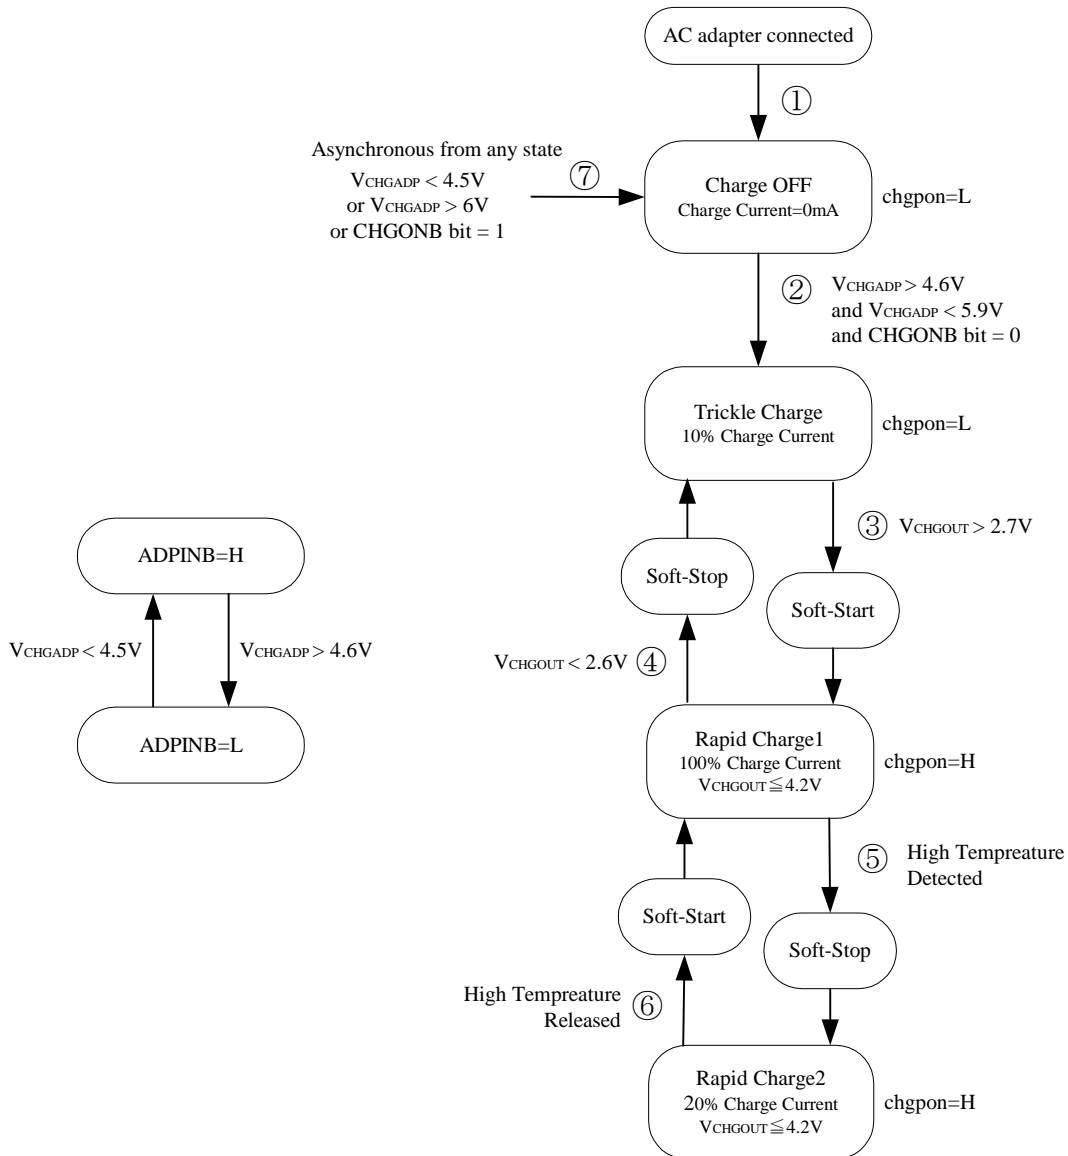 AC adapter connected
①
Asynchronous from any state
VCHGADP < 4.5V
or VCHGADP > 6V
or CHGONB bit = 1
⑦
Charge OFF
Charge Current=0mA
chgpon=L
②
VCHGADP > 4.6V
and VCHGADP < 5.9V
and CHGONB bit = 0
Trickle Charge
10% Charge Current
chgpon=L
③ VCHGOUT > 2.7V
Soft-Stop
Soft-Start
VCHGOUT < 2.6V ④
ADPINB=H
VCHGADP < 4.5V
VCHGADP > 4.6V
ADPINB=L
Rapid Charge1
100% Charge Current
VCHGOUT≦4.2V
chgpon=H
⑤
High Tempreature
Detected
Soft-Start
Soft-Stop
High Tempreature
Released
⑥
Rapid Charge2
20% Charge Current
VCHGOUT≦4.2V
chgpon=H